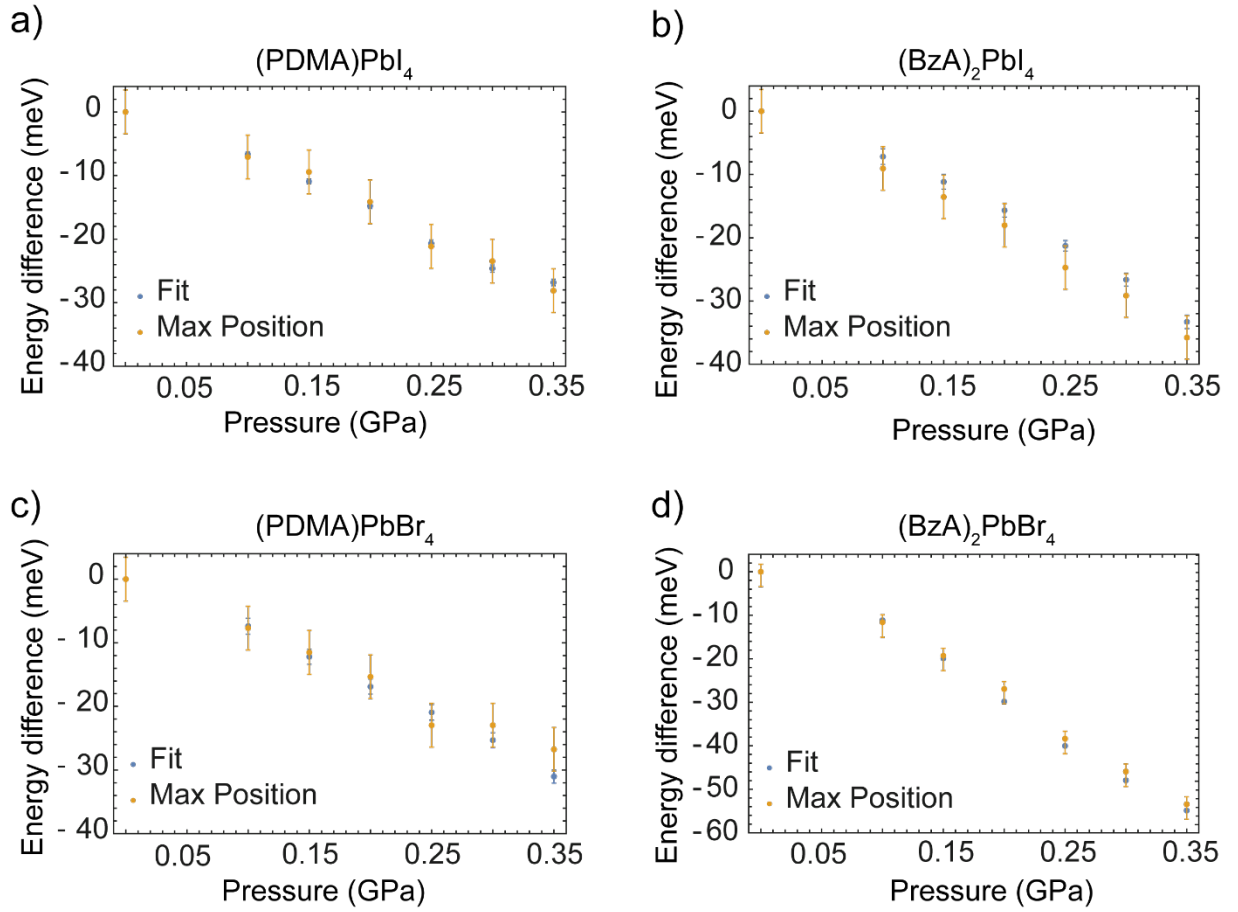 a)
(PDMA)PbI4
Energy difference (meV)
0
- 10
- 20
- 30
-40
Fit
Max Position
0.05 0.15 0.25 0.35
Pressure (GPa)
b)
(BzA)2PbI4
Energy difference (meV)
0
- 10
- 20
- 30
- 40
Fit
Max Position
0.05 0.15 0.25 0.35
Pressure (GPa)
c)
(PDMA)PbBr4
Energy difference (meV)
0
- 10
- 20
- 30
- 40
Fit
Max Position
0.05 0.15 0.25 0.35
Pressure (GPa)
d)
(BzA)2PbBr4
Energy difference (meV)
0
- 10
- 20
- 30
- 40
- 50
-60
Fit
Max Position
0.05 0.15 0.25 0.35
Pressure (GPa)